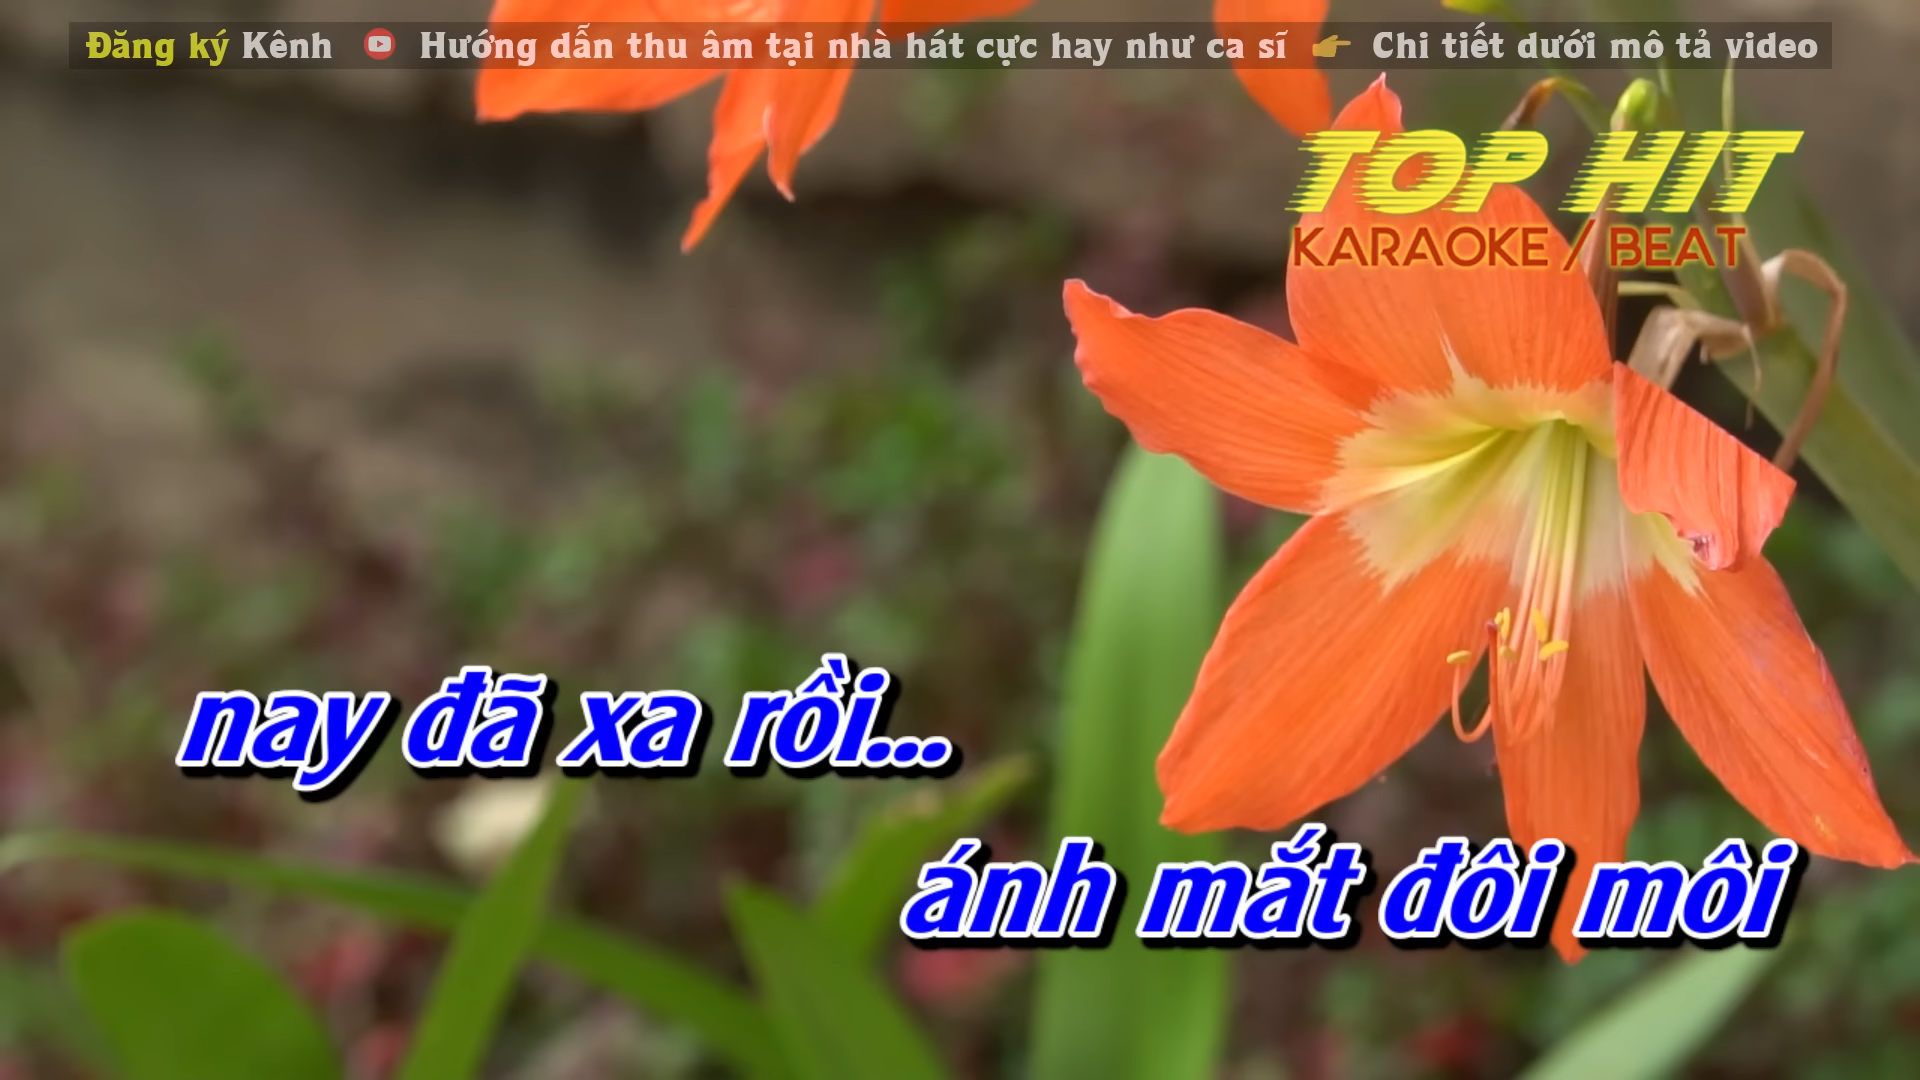 Đăng ký Kênh Hướng dẫn thu âm tại nhà hát cực hay như ca sĩ Chi tiết dưới mô tả video
TOP HIT
KARAOKE / BEAT
nay đã xa rồi...
ánh mắt đôi môi